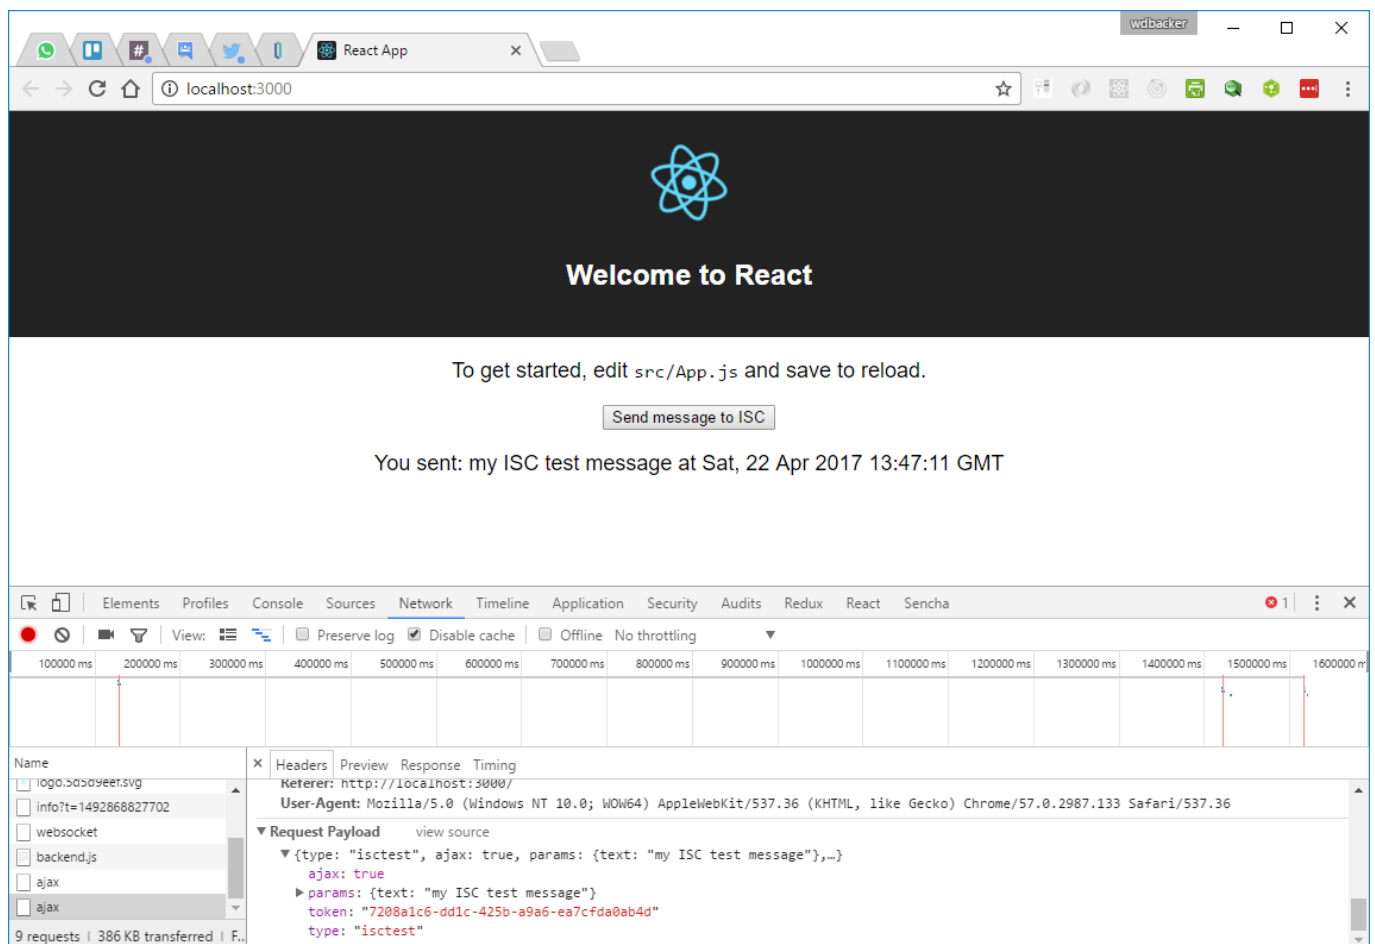 wdbacker
React App
localhost:3000
Welcome to React
To get started, edit src/App.js and save to reload.
Send message to ISC
You sent: my ISC test message at Sat, 22 Apr 2017 13:47:11 GMT
Elements Profiles Console Sources Network Timeline Application Security Audits Redux React Sencha 1
View: Preserve log Disable cache Offline No throttling
100000 ms 200000 ms 300000 ms 400000 ms 500000 ms 600000 ms 700000 ms 800000 ms 900000 ms 1000000 ms 1100000 ms 1200000 ms 1300000 ms 1400000 ms 1500000 ms 1600000 m
Name
Headers Preview Response Timing
logo.5d5d9eef.svg
info?t=1492868827702
websocket
backend.js
ajax
ajax
9 requests | 386 KB transferred | F...
Referer: http://localhost:3000/
User-Agent: Mozilla/5.0 (Windows NT 10.0; WOW64) AppleWebKit/537.36 (KHTML, like Gecko) Chrome/57.0.2987.133 Safari/537.36
Request Payload view source
{type: "isctest", ajax: true, params: {text: "my ISC test message"},…}
ajax: true
params: {text: "my ISC test message"}
token: "7208a1c6-dd1c-425b-a9a6-ea7cfda0ab4d"
type: "isctest"